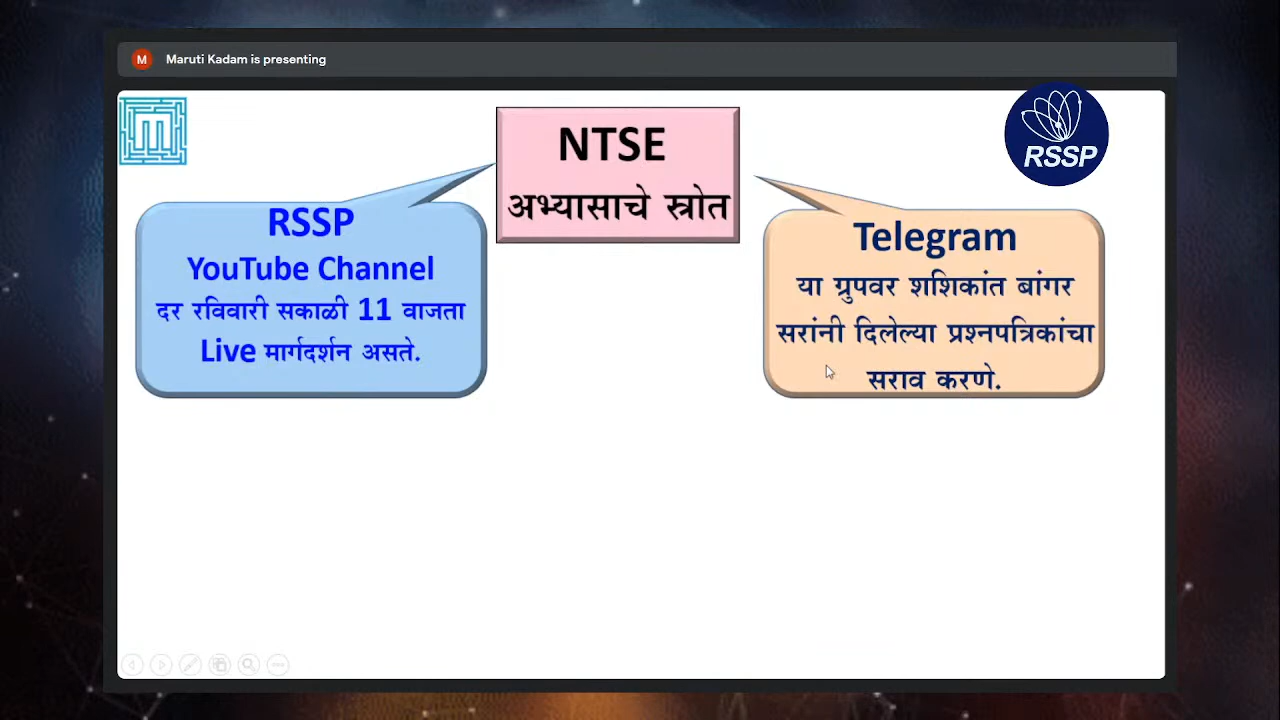 M Maruti Kadam is presenting
NTSE
अभ्यासाचे स्त्रोत
RSSP
RSSP
YouTube Channel
दर रविवारी सकाळी 11 वाजता
Live मार्गदर्शन असते.
Telegram
या ग्रुपवर शशिकांत बांगर
सरांनी दिलेल्या प्रश्नपत्रिकांचा
सराव करणे.